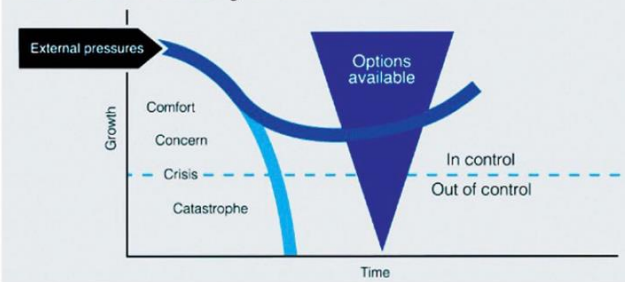 External pressures
Options
available
Growth
Comfort
Concern
Crisis
Catastrophe
In control
Out of control
Time